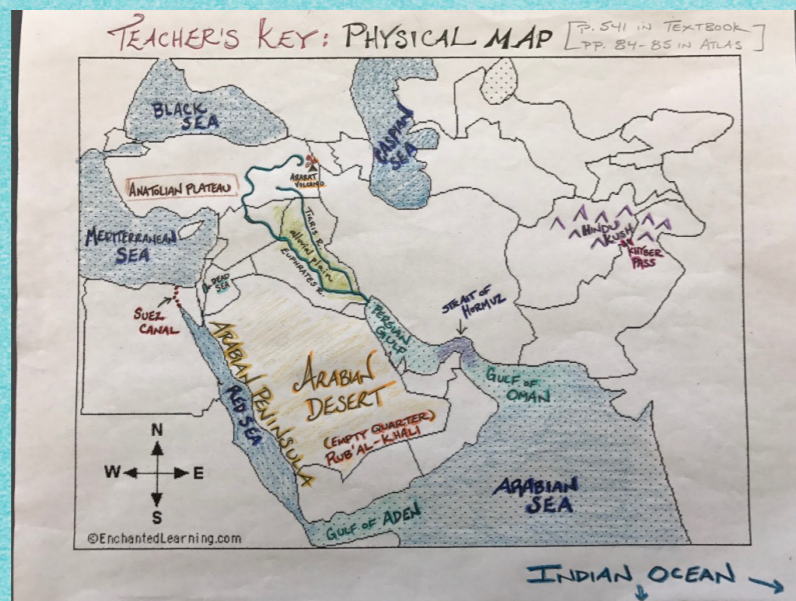 TEACHER'S KEY: PHYSICAL MAP
[P. 541 IN TEXTBOOK
PP. 84-85 IN ATLAS]
BLACK
SEA
CASPIAN
SEA
ARARAT
VOLCANO
ANATOLIAN PLATEAU
TIGRIS R.
alluvial plain
EUPHRATES R.
HINDU
KUSH
KHYBER
PASS
MEDITERRANEAN
SEA
DEAD
SEA
SUEZ
CANAL
STRAIT OF
HORMUZ
PERSIAN
GULF
GULF OF
OMAN
ARABIAN PENINSULA
RED SEA
ARABIAN
DESERT
(EMPTY QUARTER)
RUB' AL-KHALI
N
W E
S
ARABIAN
SEA
GULF OF ADEN
©EnchantedLearning.com
INDIAN OCEAN